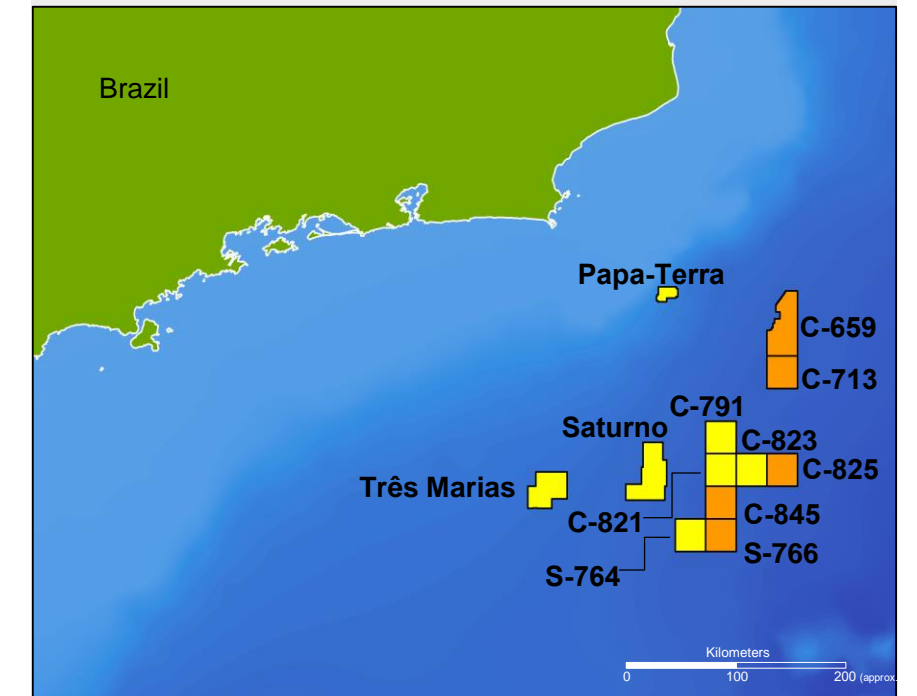 Brazil
Papa-Terra
C-659
C-713
C-791
Saturno
C-823
C-825
Três Marias
C-821
C-845
S-766
S-764
Kilometers
0 100 200 (approx.